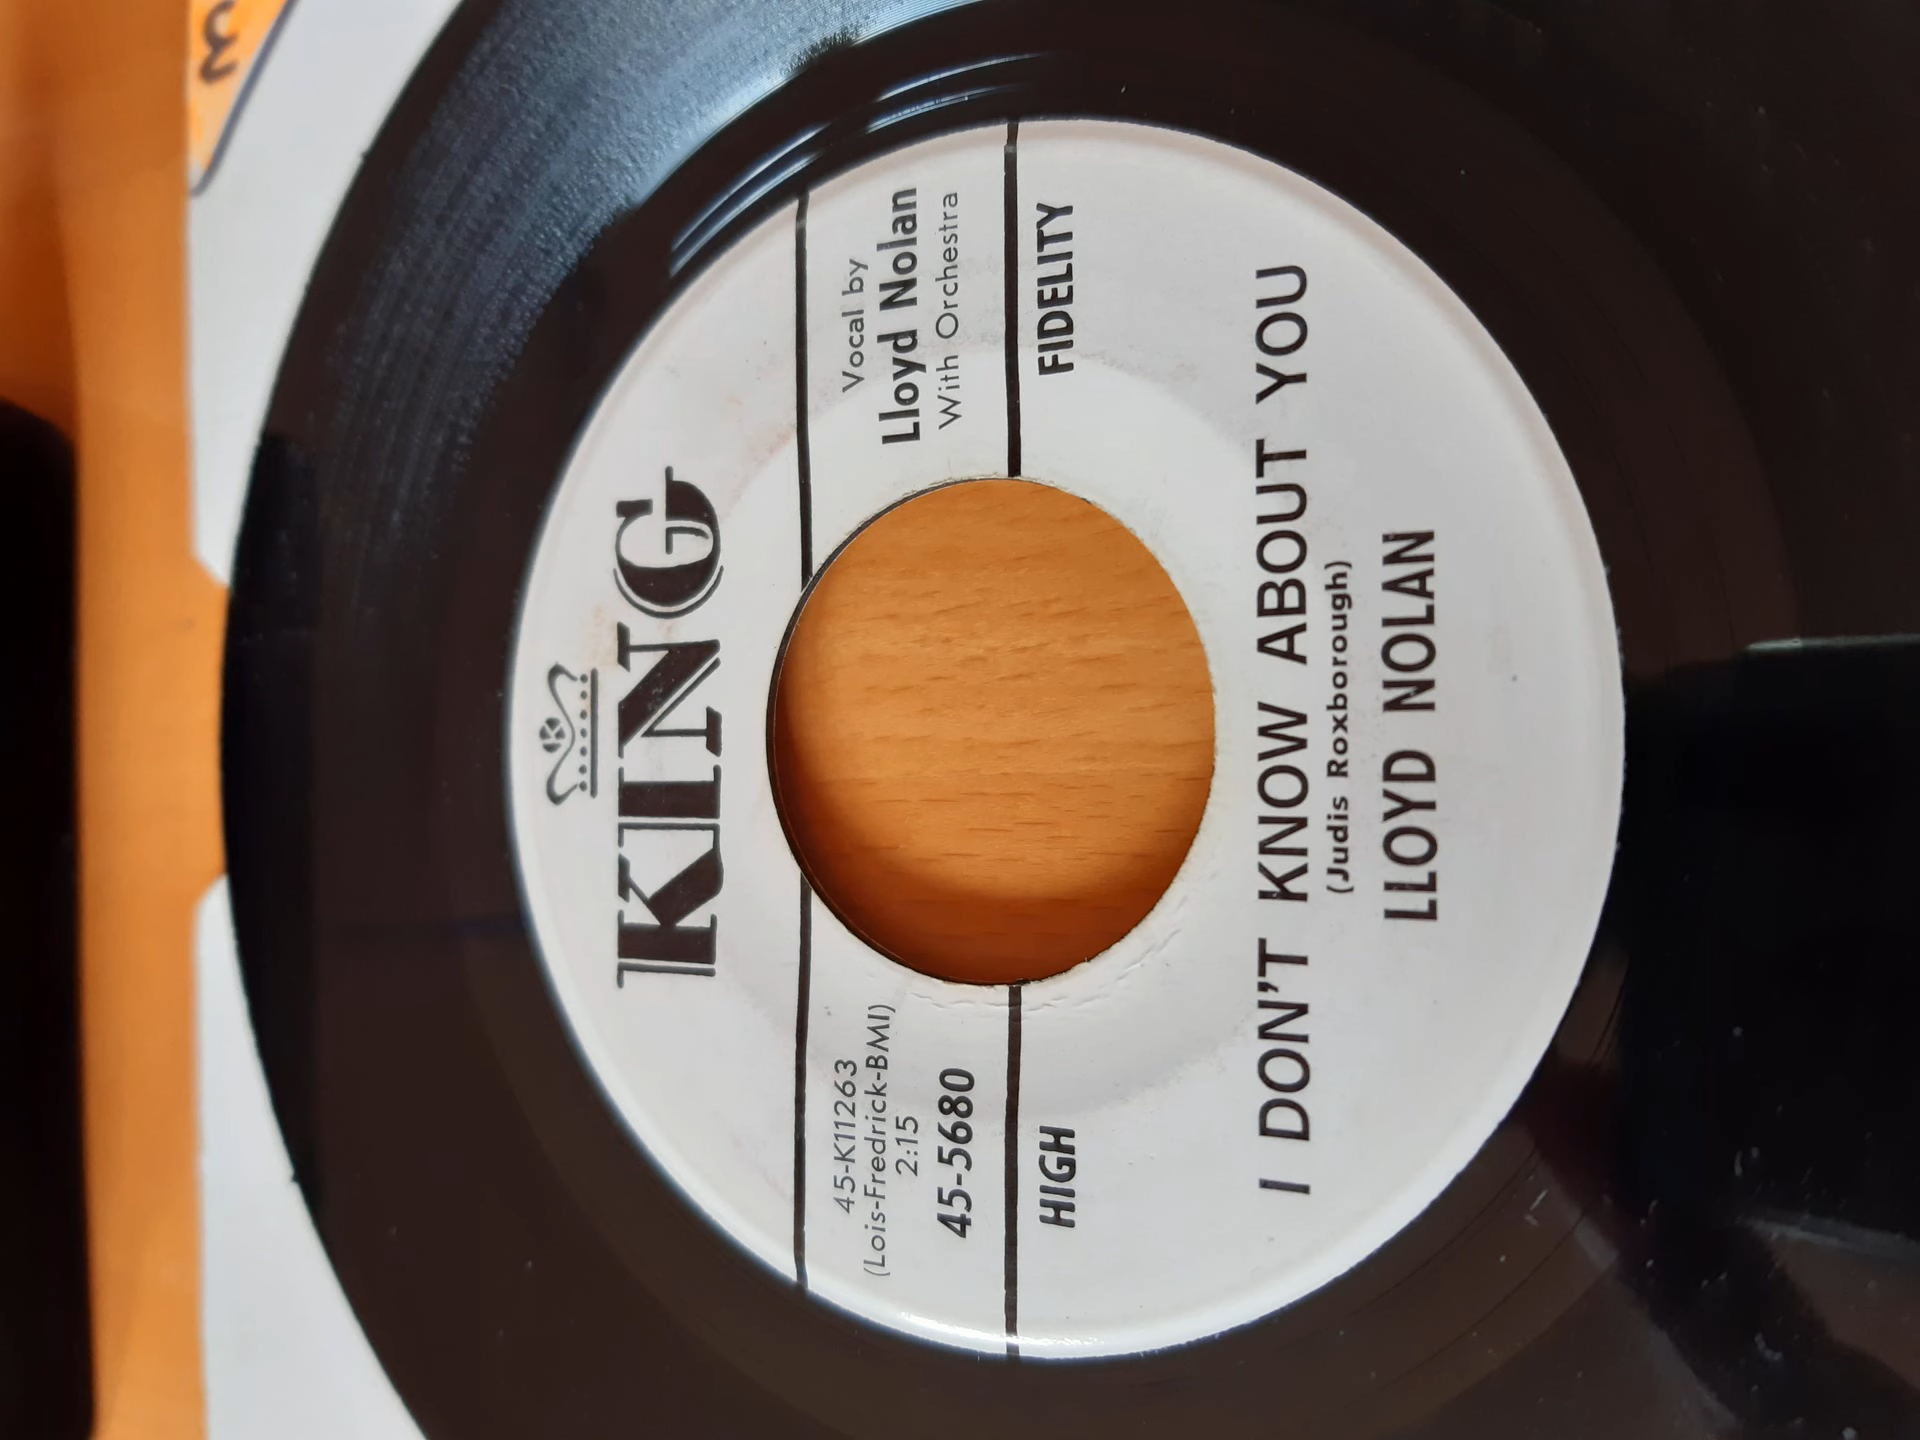 KING
45-K11263
(Lois-Fredrick-BMI)
2:15
45-5680
Vocal by
Lloyd Nolan
With Orchestra
HIGH FIDELITY
I DON'T KNOW ABOUT YOU
(Judis Roxborough)
LLOYD NOLAN